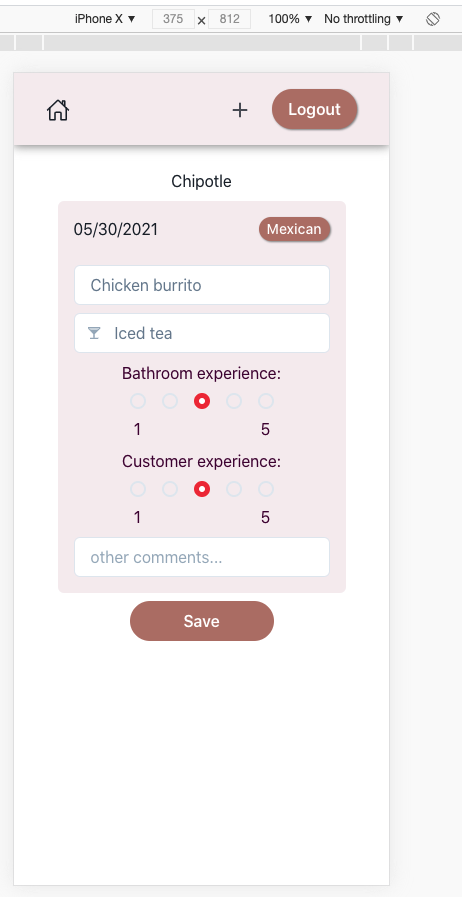 iPhone X ▼ 375 × 812 100% ▼ No throttling ▼
+ Logout
Chipotle
05/30/2021 Mexican
Chicken burrito
Iced tea
Bathroom experience:
1 5
Customer experience:
1 5
other comments...
Save